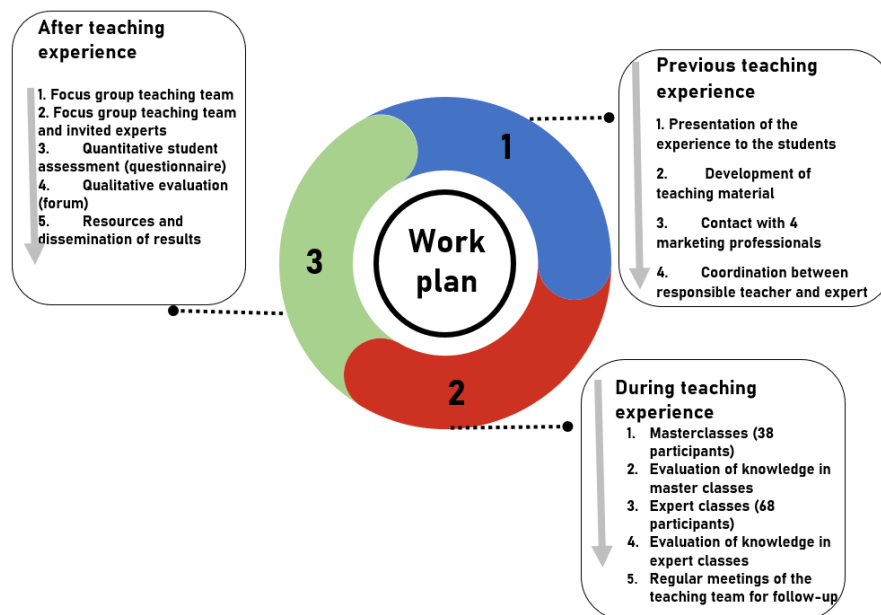 After teaching
experience
1. Focus group teaching team
2. Focus group teaching team
and invited experts
3. Quantitative student
assessment (questionnaire)
4. Qualitative evaluation
(forum)
5. Resources and
dissemination of results
Previous teaching
experience
1. Presentation of the
experience to the students
2. Development of
teaching material
3. Contact with 4
marketing professionals
4. Coordination between
responsible teacher and expert
1
2
3
Work
plan
During teaching
experience
1. Masterclasses (38
participants)
2. Evaluation of knowledge in
master classes
3. Expert classes (68
participants)
4. Evaluation of knowledge in
expert classes
5. Regular meetings of the
teaching team for follow-up